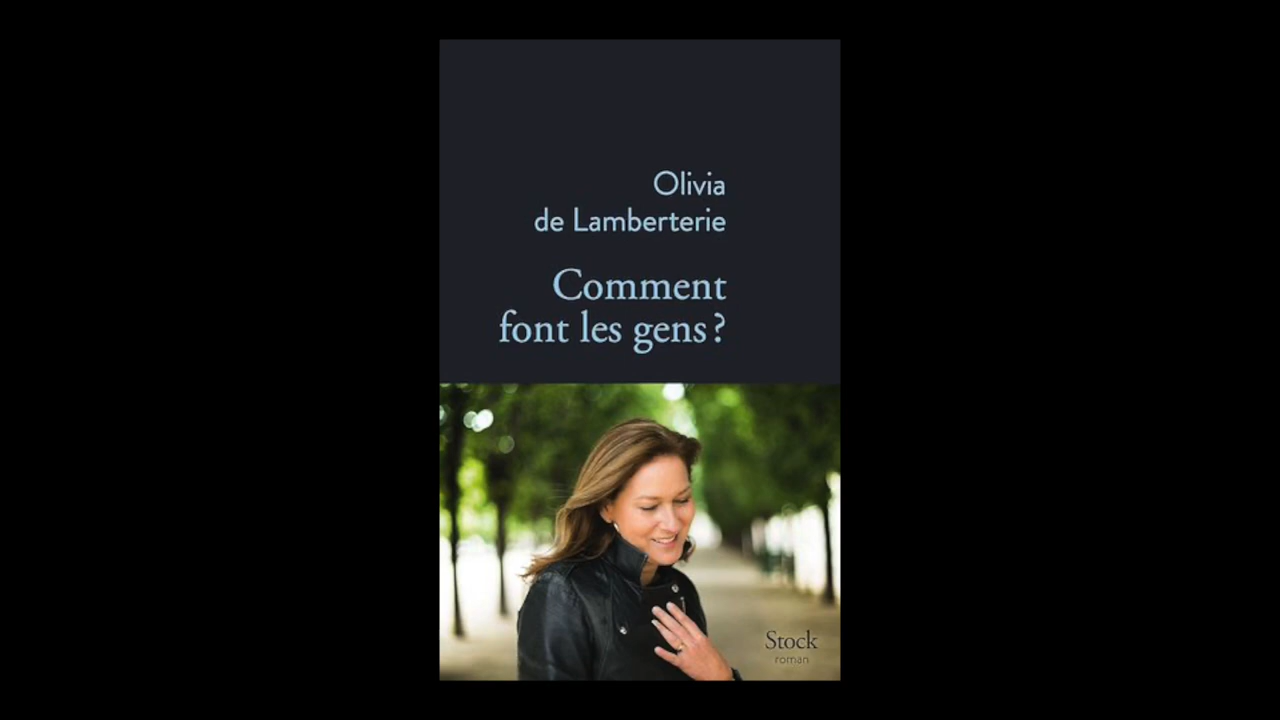 Olivia
de Lamberterie
Comment
font les gens ?
Stock
roman